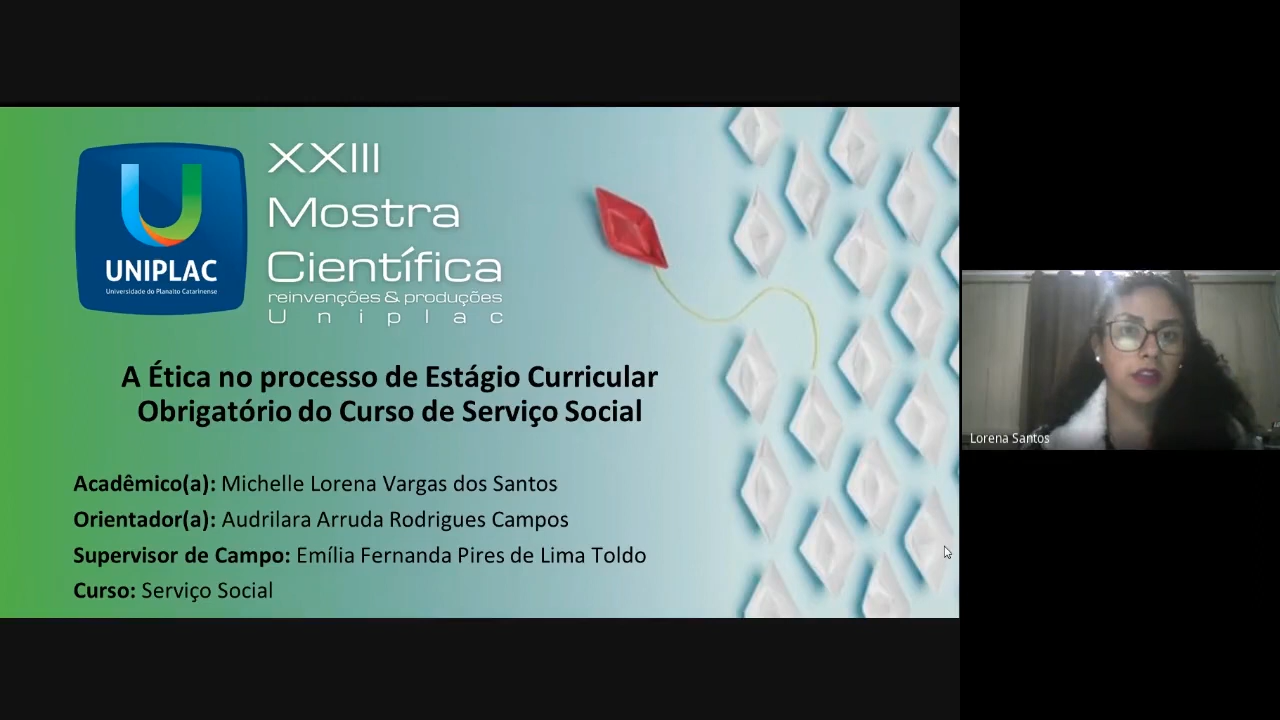 UNIPLAC
Universidade do Planalto Catarinense
XXIII
Mostra
Científica
reinvenções & produções
Uniplac
A Ética no processo de Estágio Curricular
Obrigatório do Curso de Serviço Social
Acadêmico(a): Michelle Lorena Vargas dos Santos
Orientador(a): Audrilara Arruda Rodrigues Campos
Supervisor de Campo: Emília Fernanda Pires de Lima Toldo
Curso: Serviço Social
Lorena Santos